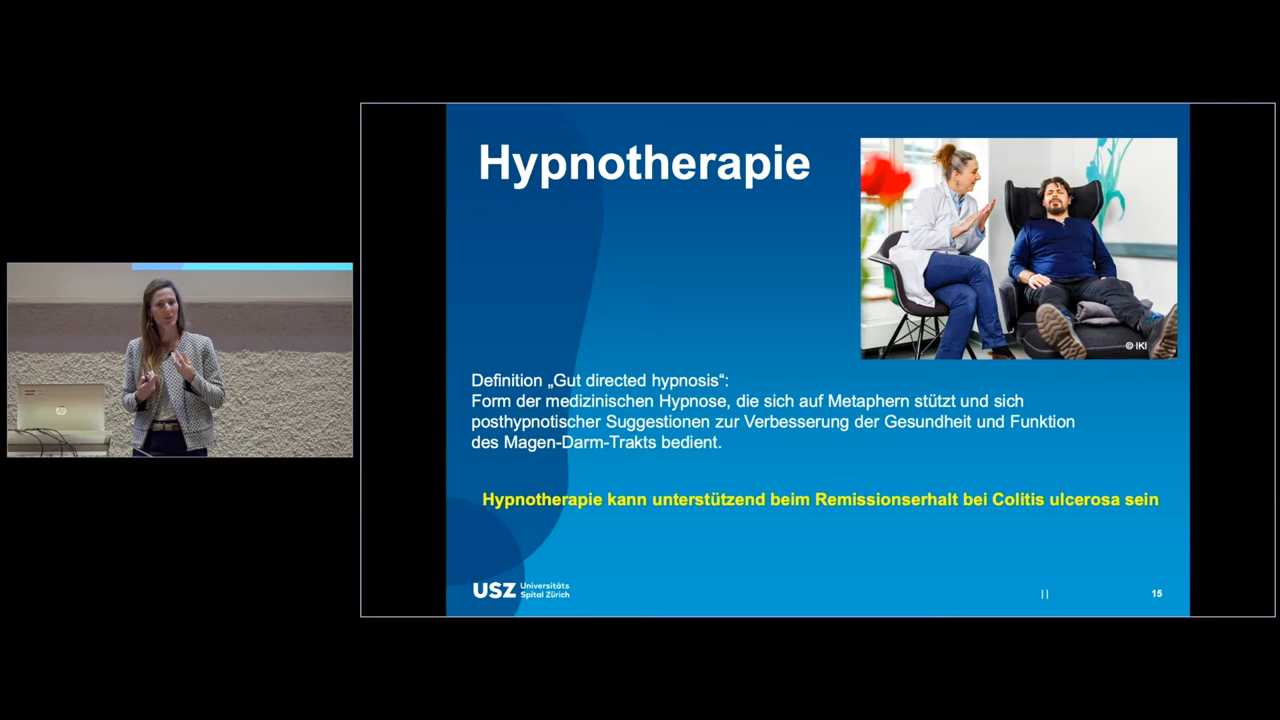 Hypnotherapie
© IKI
Definition „Gut directed hypnosis“:
Form der medizinischen Hypnose, die sich auf Metaphern stützt und sich
posthypnotischer Suggestionen zur Verbesserung der Gesundheit und Funktion
des Magen-Darm-Trakts bedient.
Hypnotherapie kann unterstützend beim Remissionserhalt bei Colitis ulcerosa sein
USZ Universitäts
Spital Zürich
| |
15